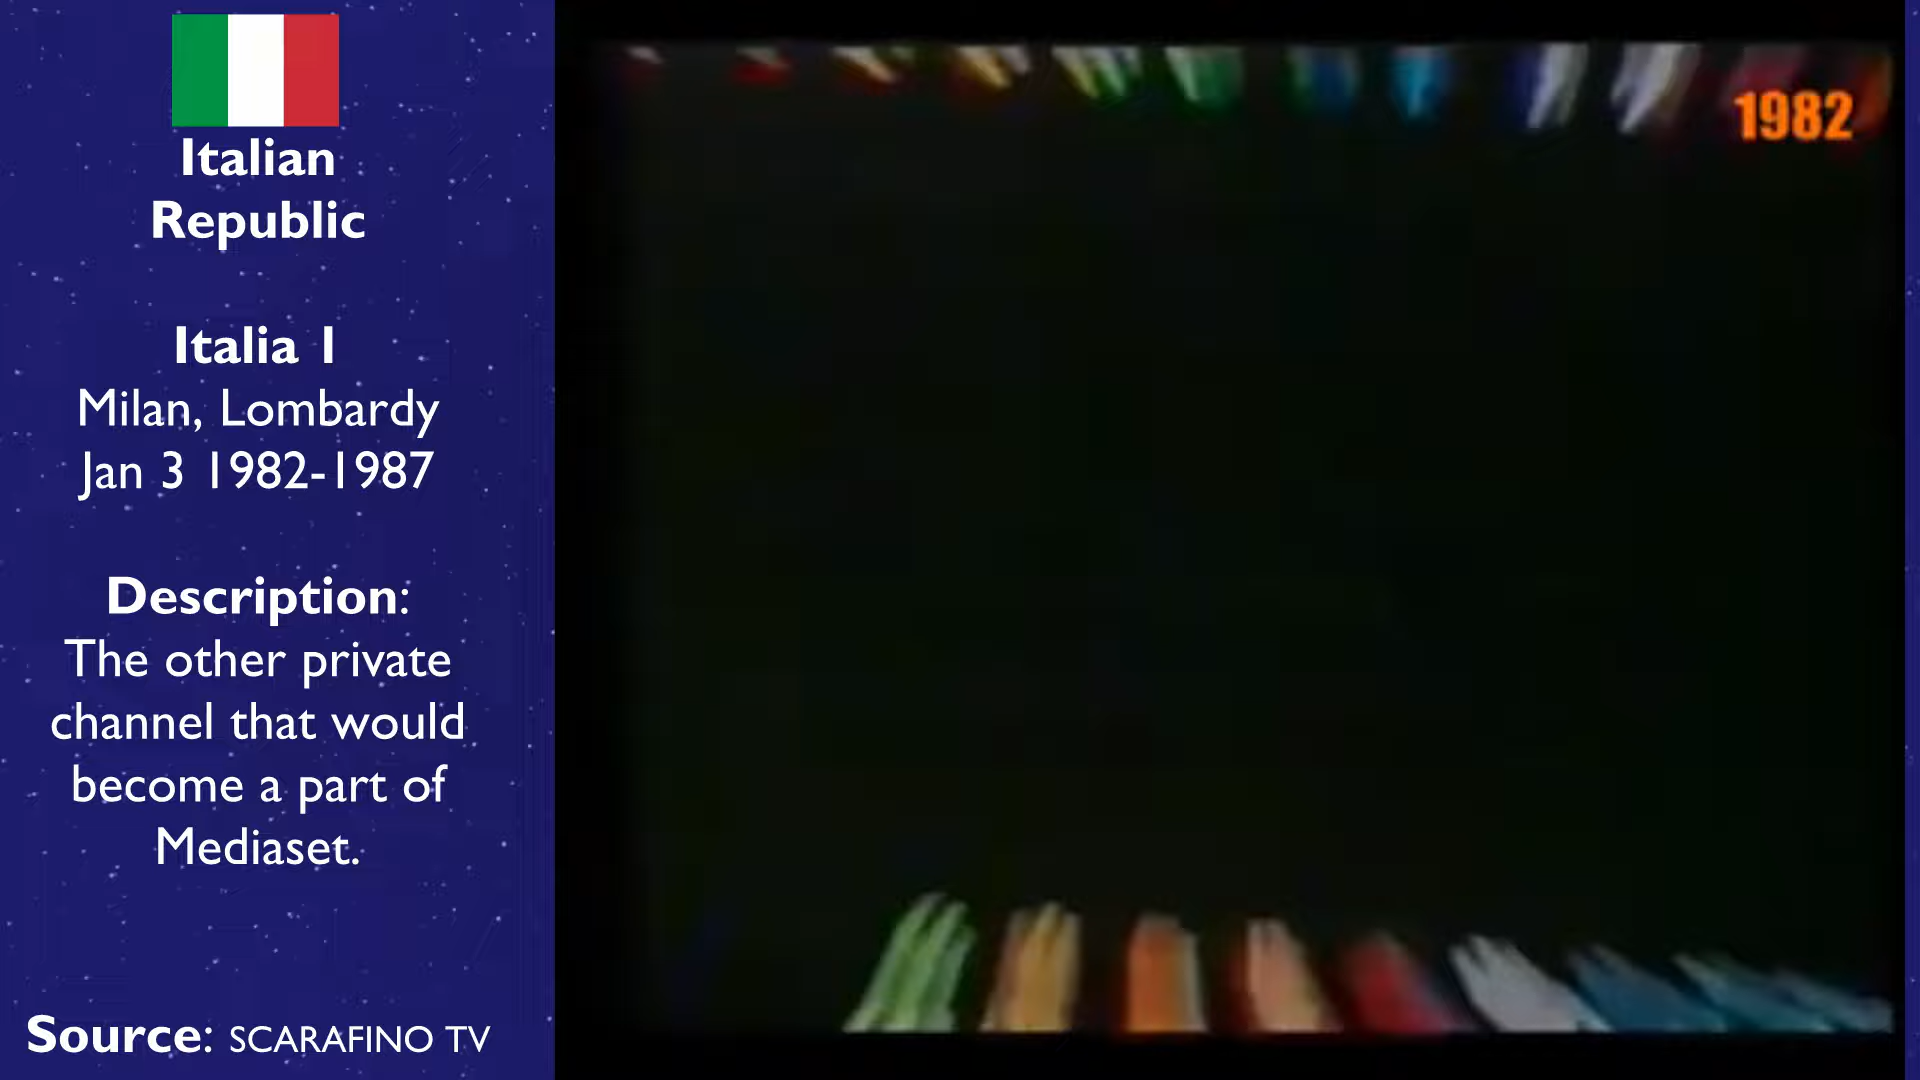 Italian
Republic
Italia 1
Milan, Lombardy
Jan 3 1982-1987
Description:
The other private
channel that would
become a part of
Mediaset.
Source: SCARAFINO TV
1982